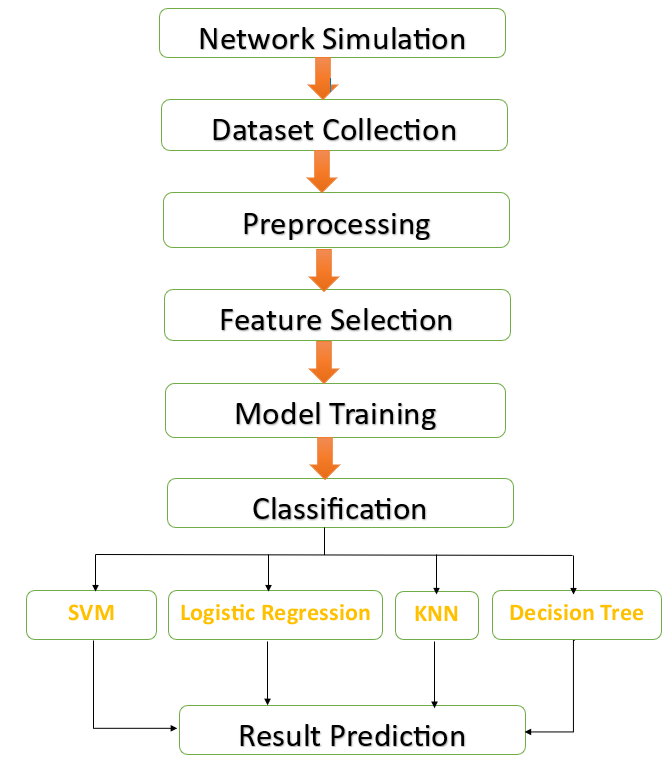 Network Simulation
Dataset Collection
Preprocessing
Feature Selection
Model Training
Classification
SVM
Logistic Regression
KNN
Decision Tree
Result Prediction